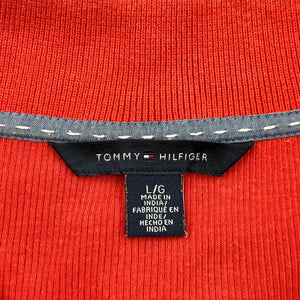 TOMMY HILFIGER
L/G
MADE IN
INDIA/
FABRIQUÉ EN
INDE/
HECHO EN
INDIA